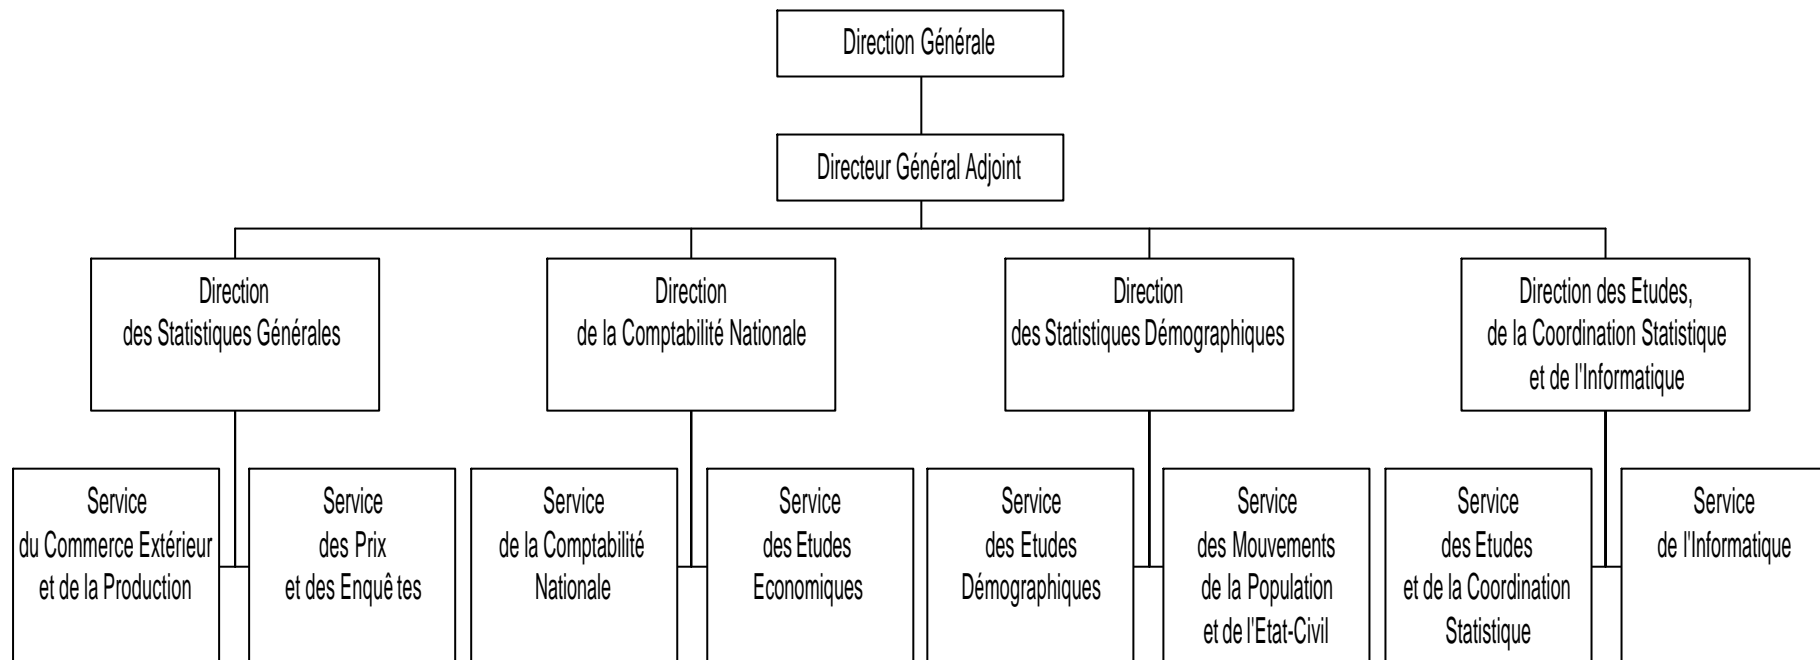 Direction Générale
Directeur Général Adjoint
Direction
des Statistiques Générales
Direction
de la Comptabilité Nationale
Direction
des Statistiques Démographiques
Direction des Etudes,
de la Coordination Statistique
et de l'Informatique
Service
du Commerce Extérieur
et de la Production
Service
des Prix
et des Enquêtes
Service
de la Comptabilité
Nationale
Service
des Etudes
Economiques
Service
des Etudes
Démographiques
Service
des Mouvements
de la Population
et de l'Etat-Civil
Service
des Etudes
et de la Coordination
Statistique
Service
de l'Informatique